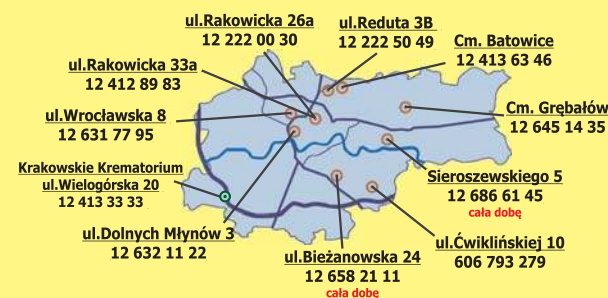 ul.Rakowicka 26a
12 222 00 30
ul.Reduta 3B
12 222 50 49
Cm. Batowice
12 413 63 46
ul.Rakowicka 33a
12 412 89 83
Cm. Grębałów
12 645 14 35
ul.Wrocławska 8
12 631 77 95
Krakowskie Krematorium
ul.Wielogórska 20
12 413 33 33
Sieroszewskiego 5
12 686 61 45
cała dobę
ul.Dolnych Młynów 3
12 632 11 22
ul.Bieżanowska 24
12 658 21 11
cała dobę
ul.Ćwiklińskiej 10
606 793 279